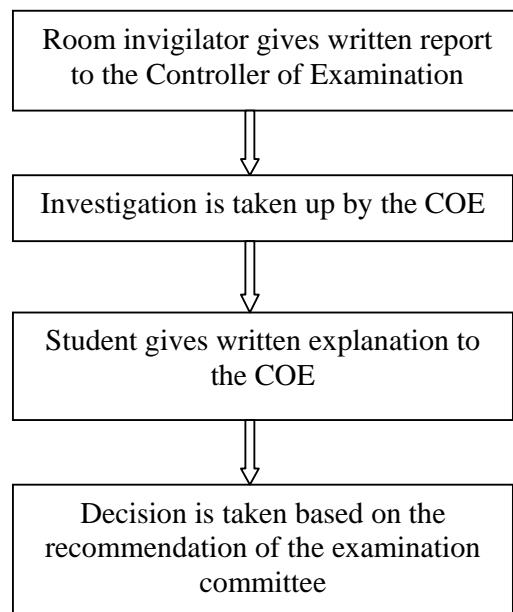 Room invigilator gives written report
to the Controller of Examination
Investigation is taken up by the COE
Student gives written explanation to
the COE
Decision is taken based on the
recommendation of the examination
committee